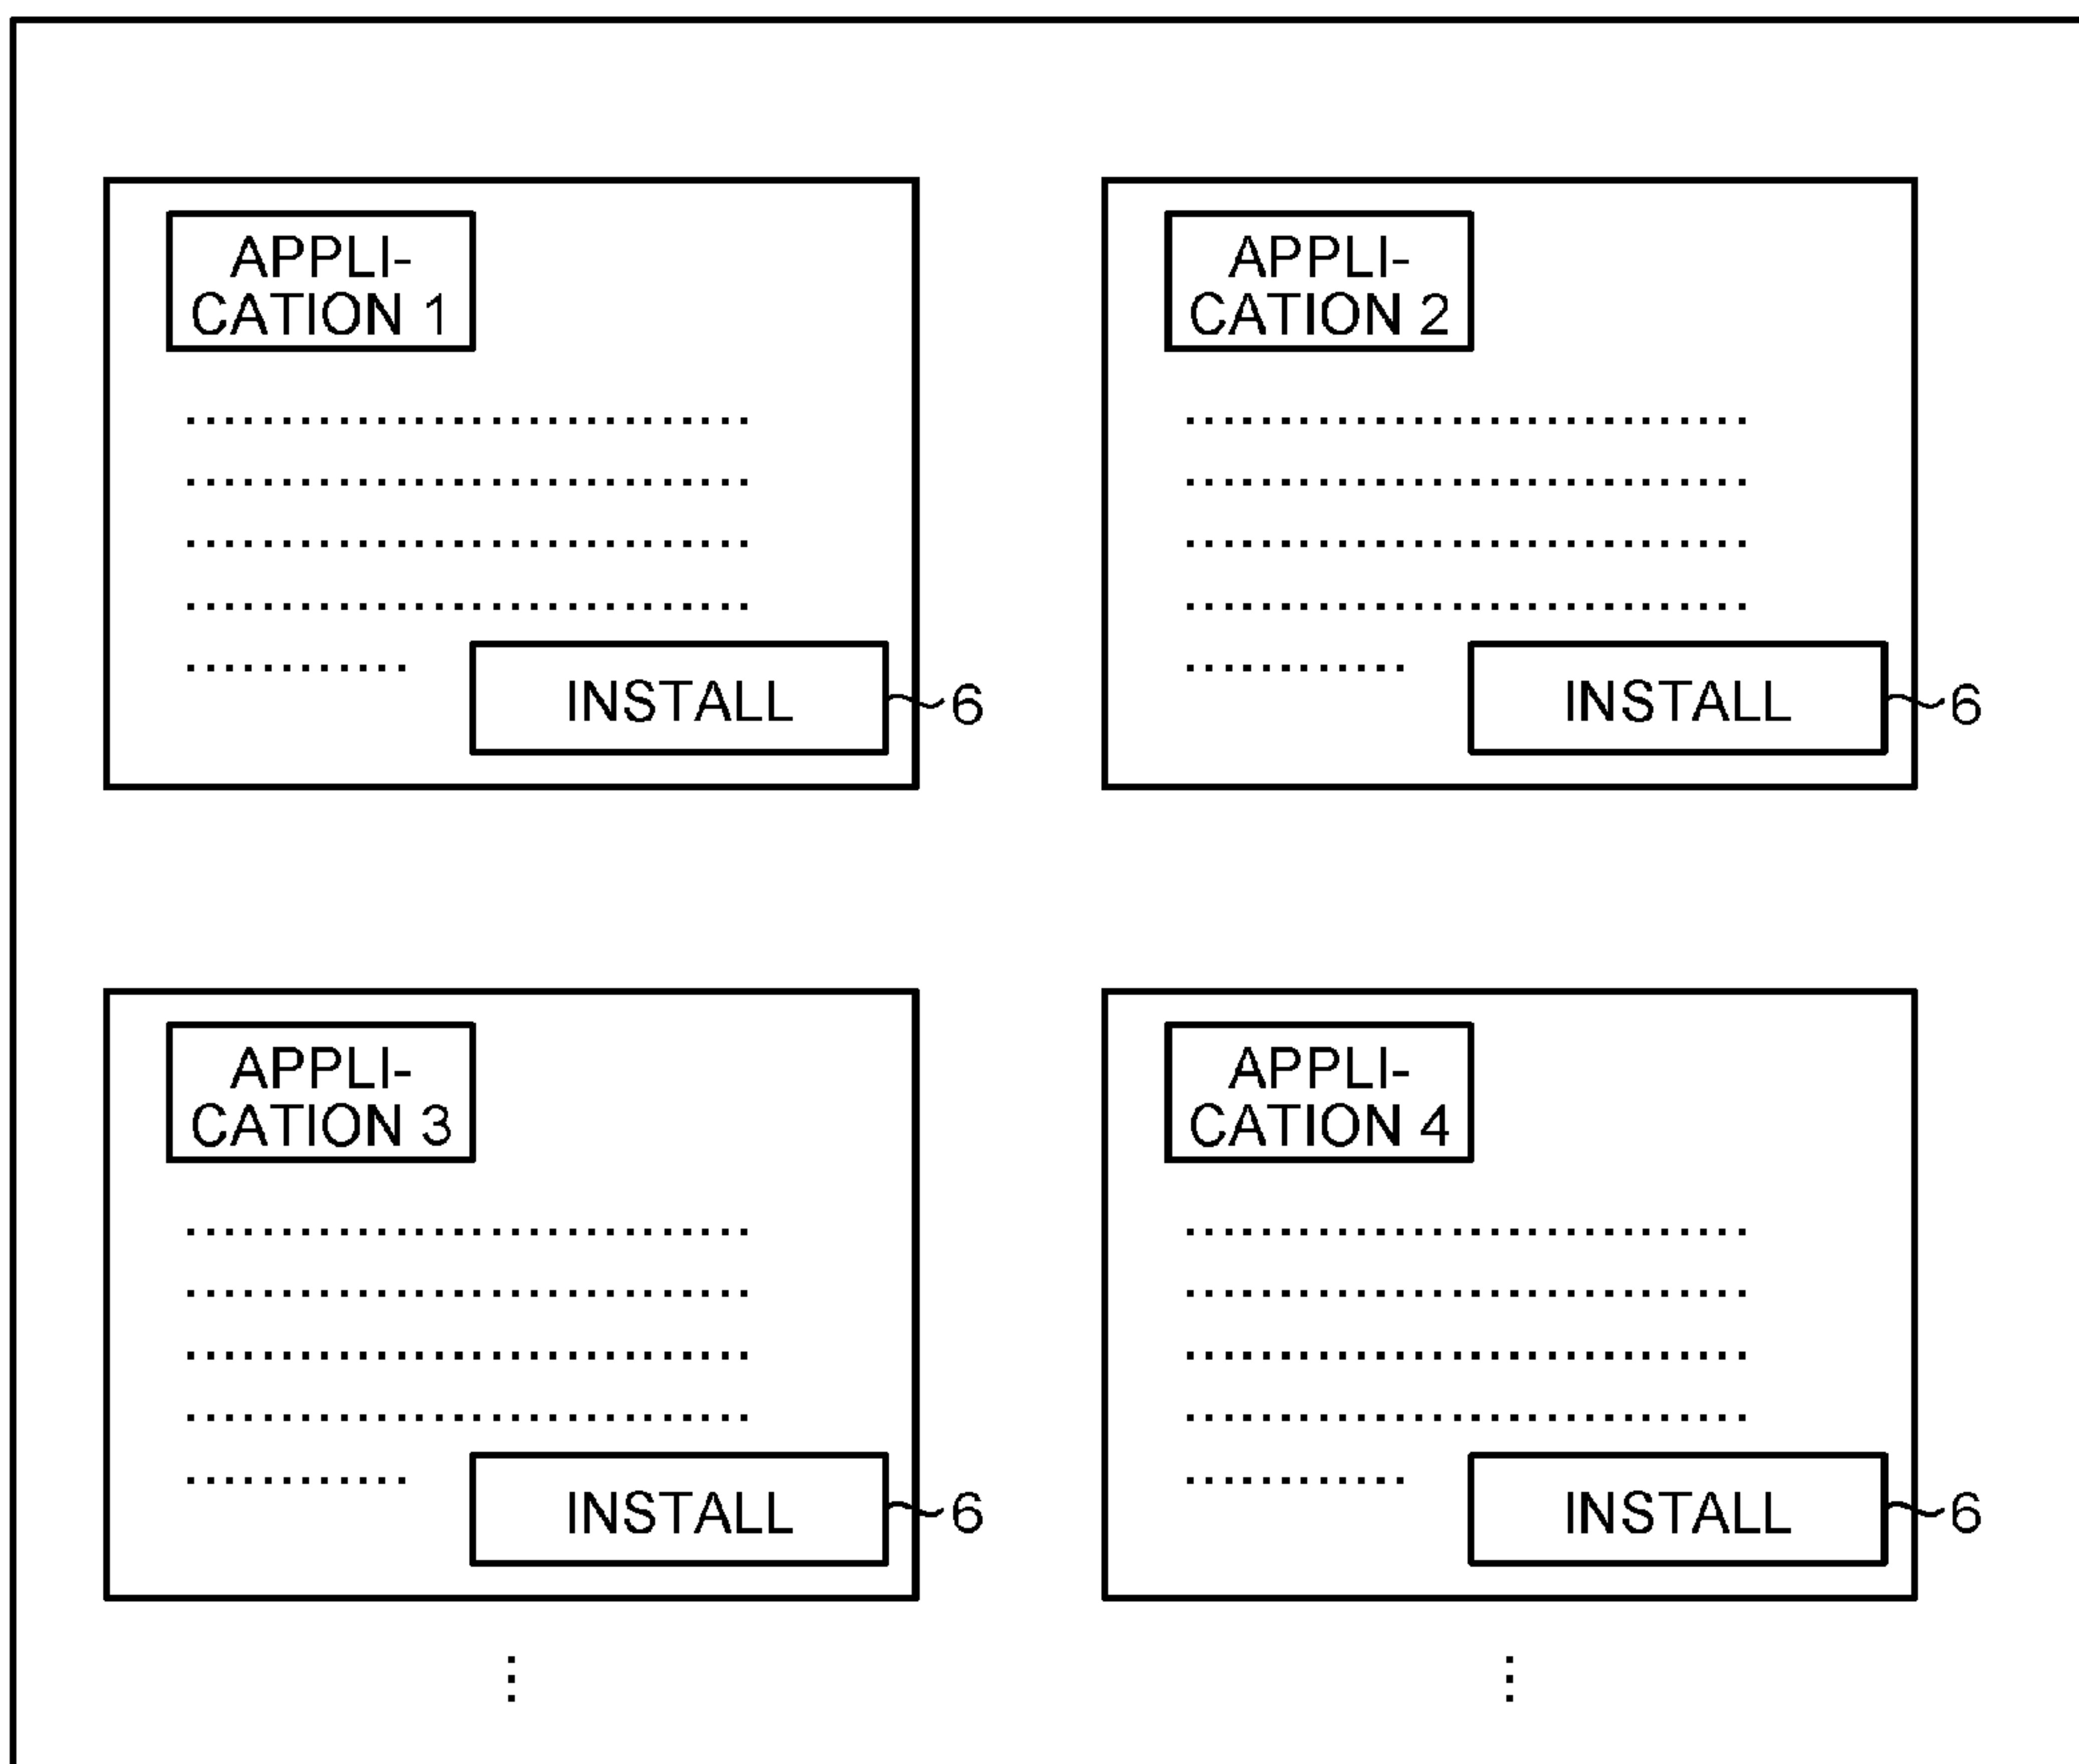 APPLI-
CATION 1
INSTALL
6
APPLI-
CATION 2
INSTALL
6
APPLI-
CATION 3
INSTALL
6
APPLI-
CATION 4
INSTALL
6